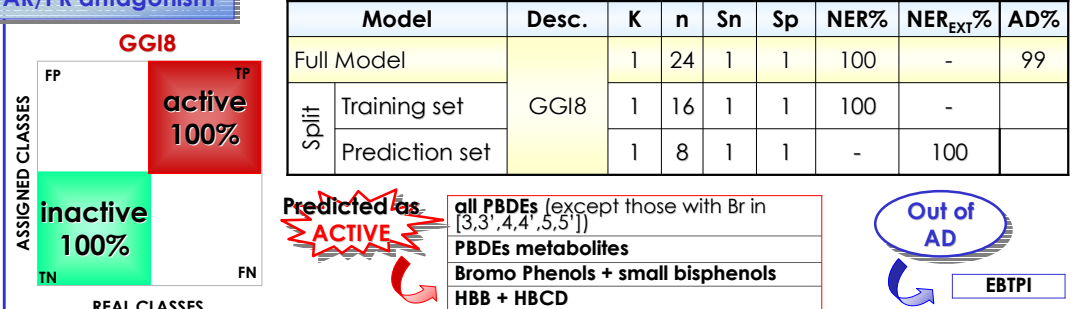 AR/PR antagonism
GGI8
FP
TP
active
100%
inactive
100%
TN
FN
ASSIGNED CLASSES
REAL CLASSES
Model Desc. K n Sn Sp NER% NEREXT% AD%
Full Model 1 24 1 1 100 - 99
Split
Training set GGI8 1 16 1 1 100 -
Prediction set 1 8 1 1 - 100
Predicted as
ACTIVE
all PBDEs (except those with Br in
[3,3',4,4',5,5'])
PBDEs metabolites
Bromo Phenols + small bisphenols
HBB + HBCD
Out of
AD
EBTPI